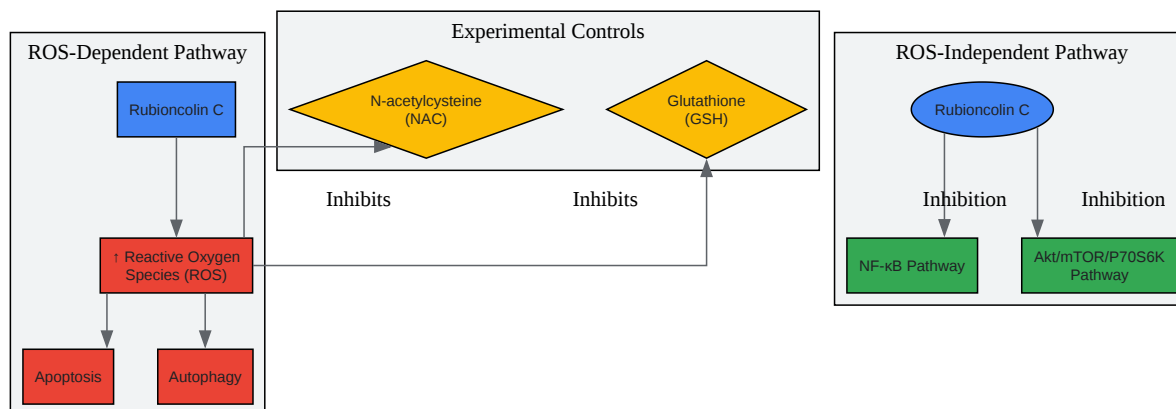 ROS-Dependent Pathway
Rubioncolin C
↑ Reactive Oxygen
Species (ROS)
Apoptosis
Autophagy
Experimental Controls
N-acetylcysteine
(NAC)
Glutathione
(GSH)
Inhibits
Inhibits
ROS-Independent Pathway
Rubioncolin C
Inhibition
Inhibition
NF-κB Pathway
Akt/mTOR/P70S6K
Pathway